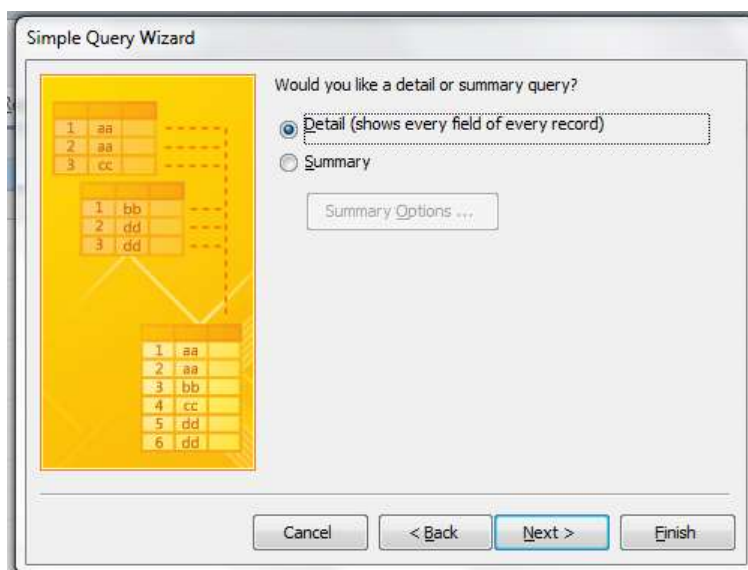 Simple Query Wizard
Would you like a detail or summary query?
Detail (shows every field of every record)
Summary
Summary Options ...
1 aa
2 aa
3 cc
1 bb
2 dd
3 dd
1 aa
2 aa
3 bb
4 cc
5 dd
6 dd
Cancel
< Back
Next >
Finish